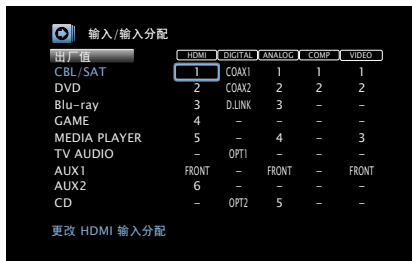 输入/输入分配
出厂值 HDMI DIGITAL ANALOG COMP VIDEO
CBL/SAT 1 COAX1 1 1 1
DVD 2 COAX2 2 2 2
Blu-ray 3 D.LINK 3 – –
GAME 4 – – – –
MEDIA PLAYER 5 – 4 – 3
TV AUDIO – OPT1 – – –
AUX1 FRONT – FRONT – FRONT
AUX2 6 – – – –
CD – OPT2 5 – –
更改 HDMI 输入分配